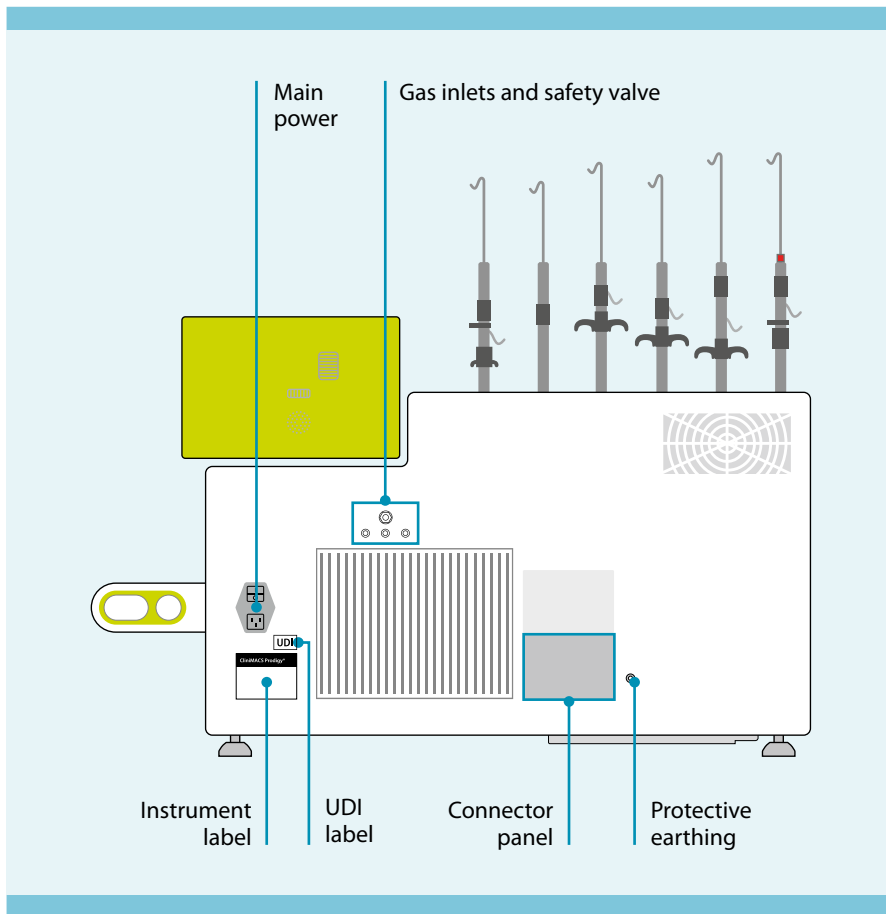 Main
power
Gas inlets and safety valve
UDI
CliniMACS Prodigy®
Instrument
label
UDI
label
Connector
panel
Protective
earthing